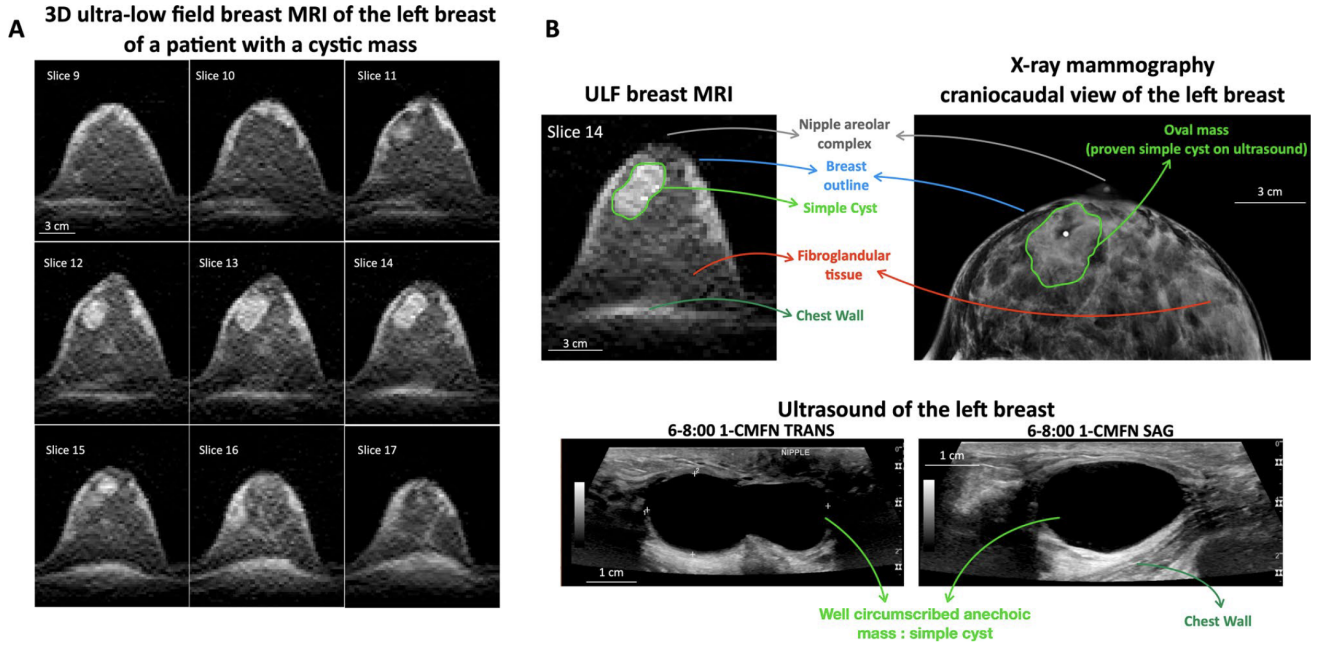 A
3D ultra-low field breast MRI of the left breast
of a patient with a cystic mass
Slice 9
Slice 10
Slice 11
3 cm
Slice 12
Slice 13
Slice 14
Slice 15
Slice 16
Slice 17
B
ULF breast MRI
X-ray mammography
craniocaudal view of the left breast
Slice 14
3 cm
Nipple areolar
complex
Breast
outline
Simple Cyst
Fibroglandular
tissue
Chest Wall
Oval mass
(proven simple cyst on ultrasound)
3 cm
Ultrasound of the left breast
6-8:00 1-CMFN TRANS
NIPPLE
1 cm
6-8:00 1-CMFN SAG
1 cm
Well circumscribed anechoic
mass : simple cyst
Chest Wall